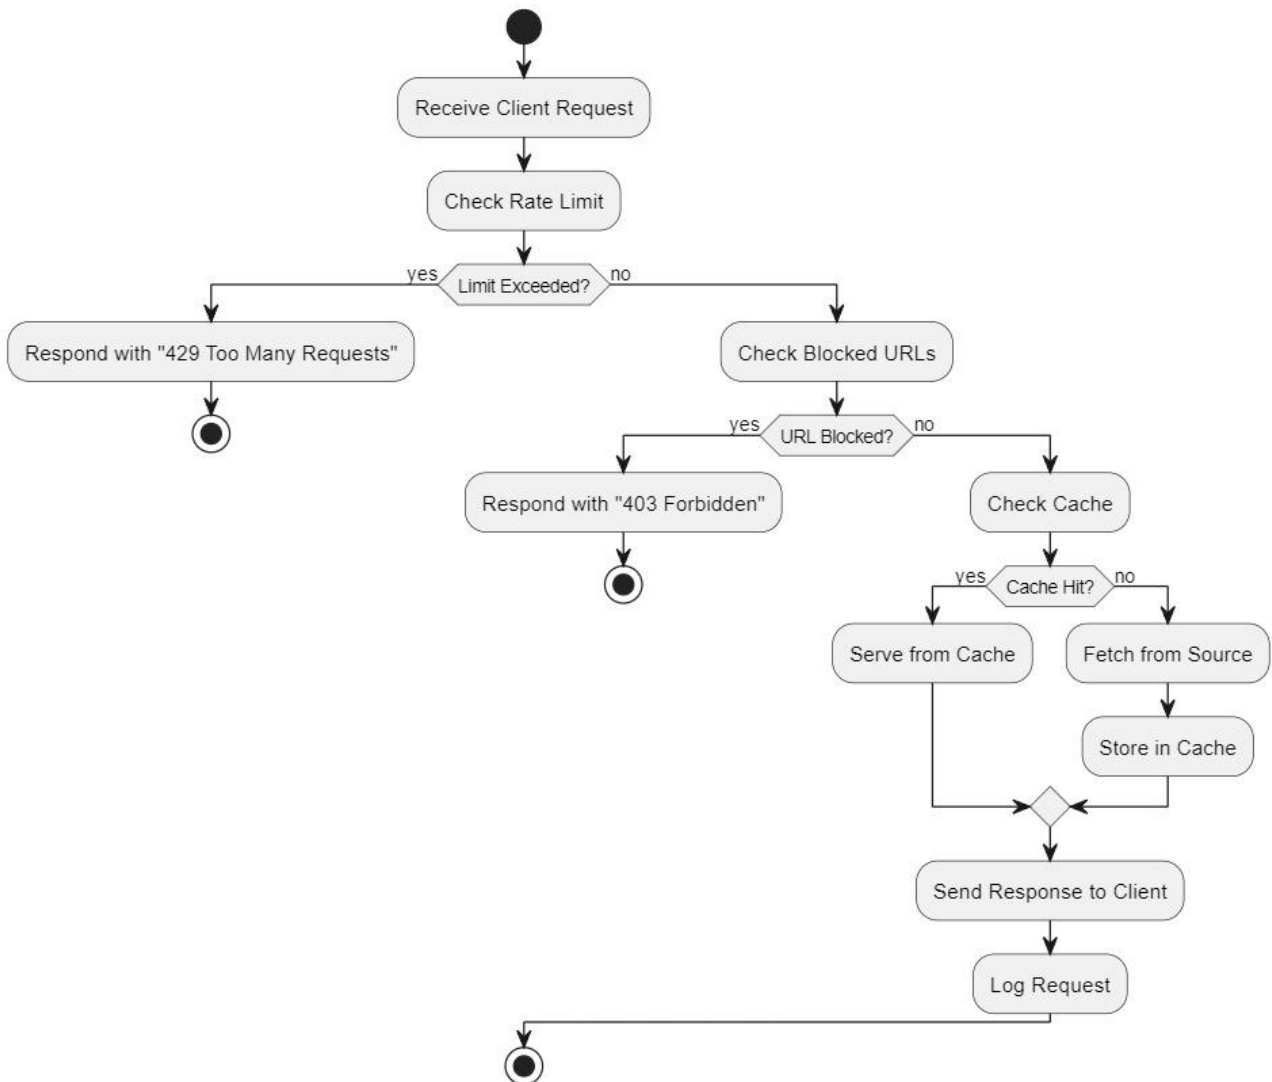 Receive Client Request
Check Rate Limit
yes
Limit Exceeded?
no
Respond with "429 Too Many Requests"
Check Blocked URLs
yes
URL Blocked?
no
Respond with "403 Forbidden"
Check Cache
yes
Cache Hit?
no
Serve from Cache
Fetch from Source
Store in Cache
Send Response to Client
Log Request